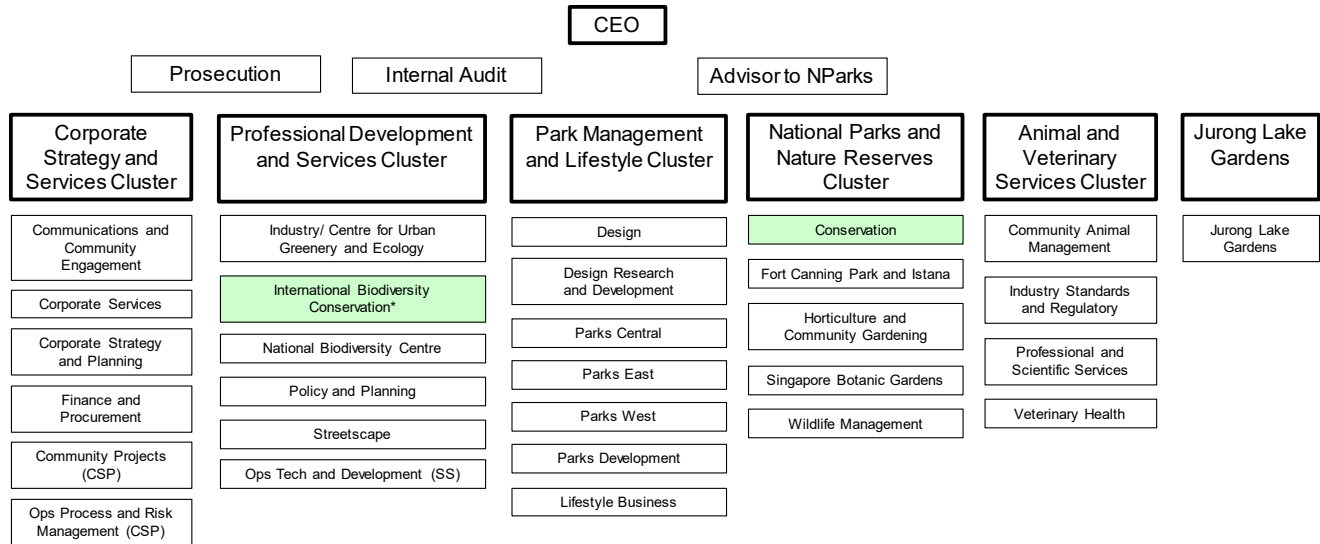 CEO
Prosecution
Internal Audit
Advisor to NParks
Corporate
Strategy and
Services Cluster
Communications and
Community
Engagement
Corporate Services
Corporate Strategy
and Planning
Finance and
Procurement
Community Projects
(CSP)
Ops Process and Risk
Management (CSP)
Professional Development
and Services Cluster
Industry/ Centre for Urban
Greenery and Ecology
International Biodiversity
Conservation*
National Biodiversity Centre
Policy and Planning
Streetscape
Ops Tech and Development (SS)
Park Management
and Lifestyle Cluster
Design
Design Research
and Development
Parks Central
Parks East
Parks West
Parks Development
Lifestyle Business
National Parks and
Nature Reserves
Cluster
Conservation
Fort Canning Park and Istana
Horticulture and
Community Gardening
Singapore Botanic Gardens
Wildlife Management
Animal and
Veterinary
Services Cluster
Community Animal
Management
Industry Standards
and Regulatory
Professional and
Scientific Services
Veterinary Health
Jurong Lake
Gardens
Jurong Lake
Gardens